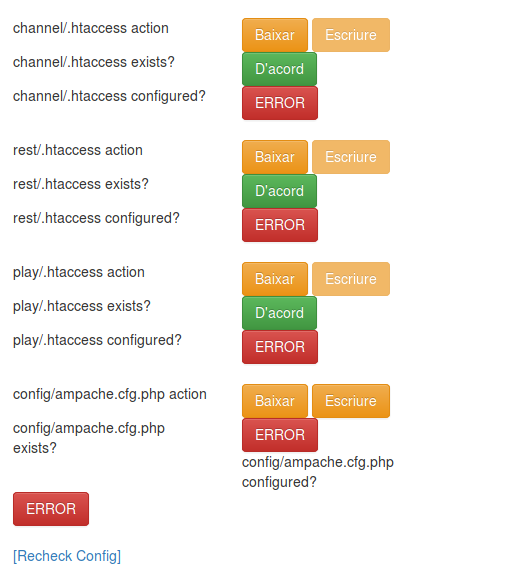 channel/.htaccess action Baixar Escriure
channel/.htaccess exists? D'acord
channel/.htaccess configured? ERROR
rest/.htaccess action Baixar Escriure
rest/.htaccess exists? D'acord
rest/.htaccess configured? ERROR
play/.htaccess action Baixar Escriure
play/.htaccess exists? D'acord
play/.htaccess configured? ERROR
config/ampache.cfg.php action Baixar Escriure
config/ampache.cfg.php ERROR
exists?
config/ampache.cfg.php
configured?
ERROR
[Recheck Config]